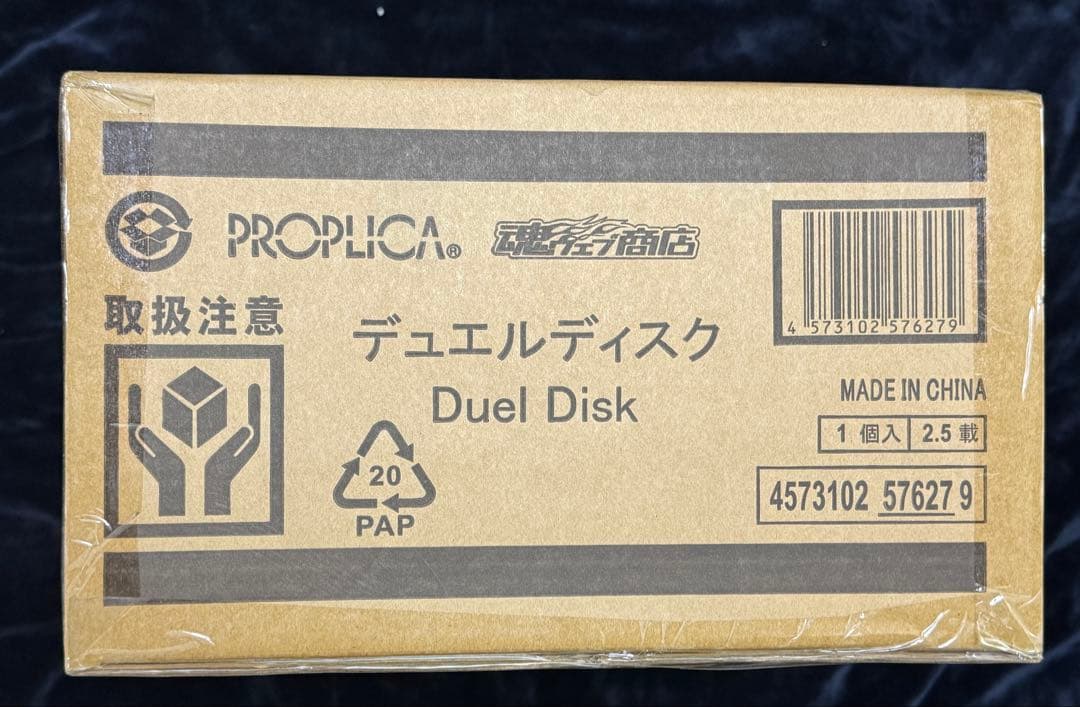 PROPLICA®
魂ウェブ商店
4 573102 576279
取扱注意
デュエルディスク
Duel Disk
MADE IN CHINA
1 個入 2.5 載
20
PAP
4573102 57627 9